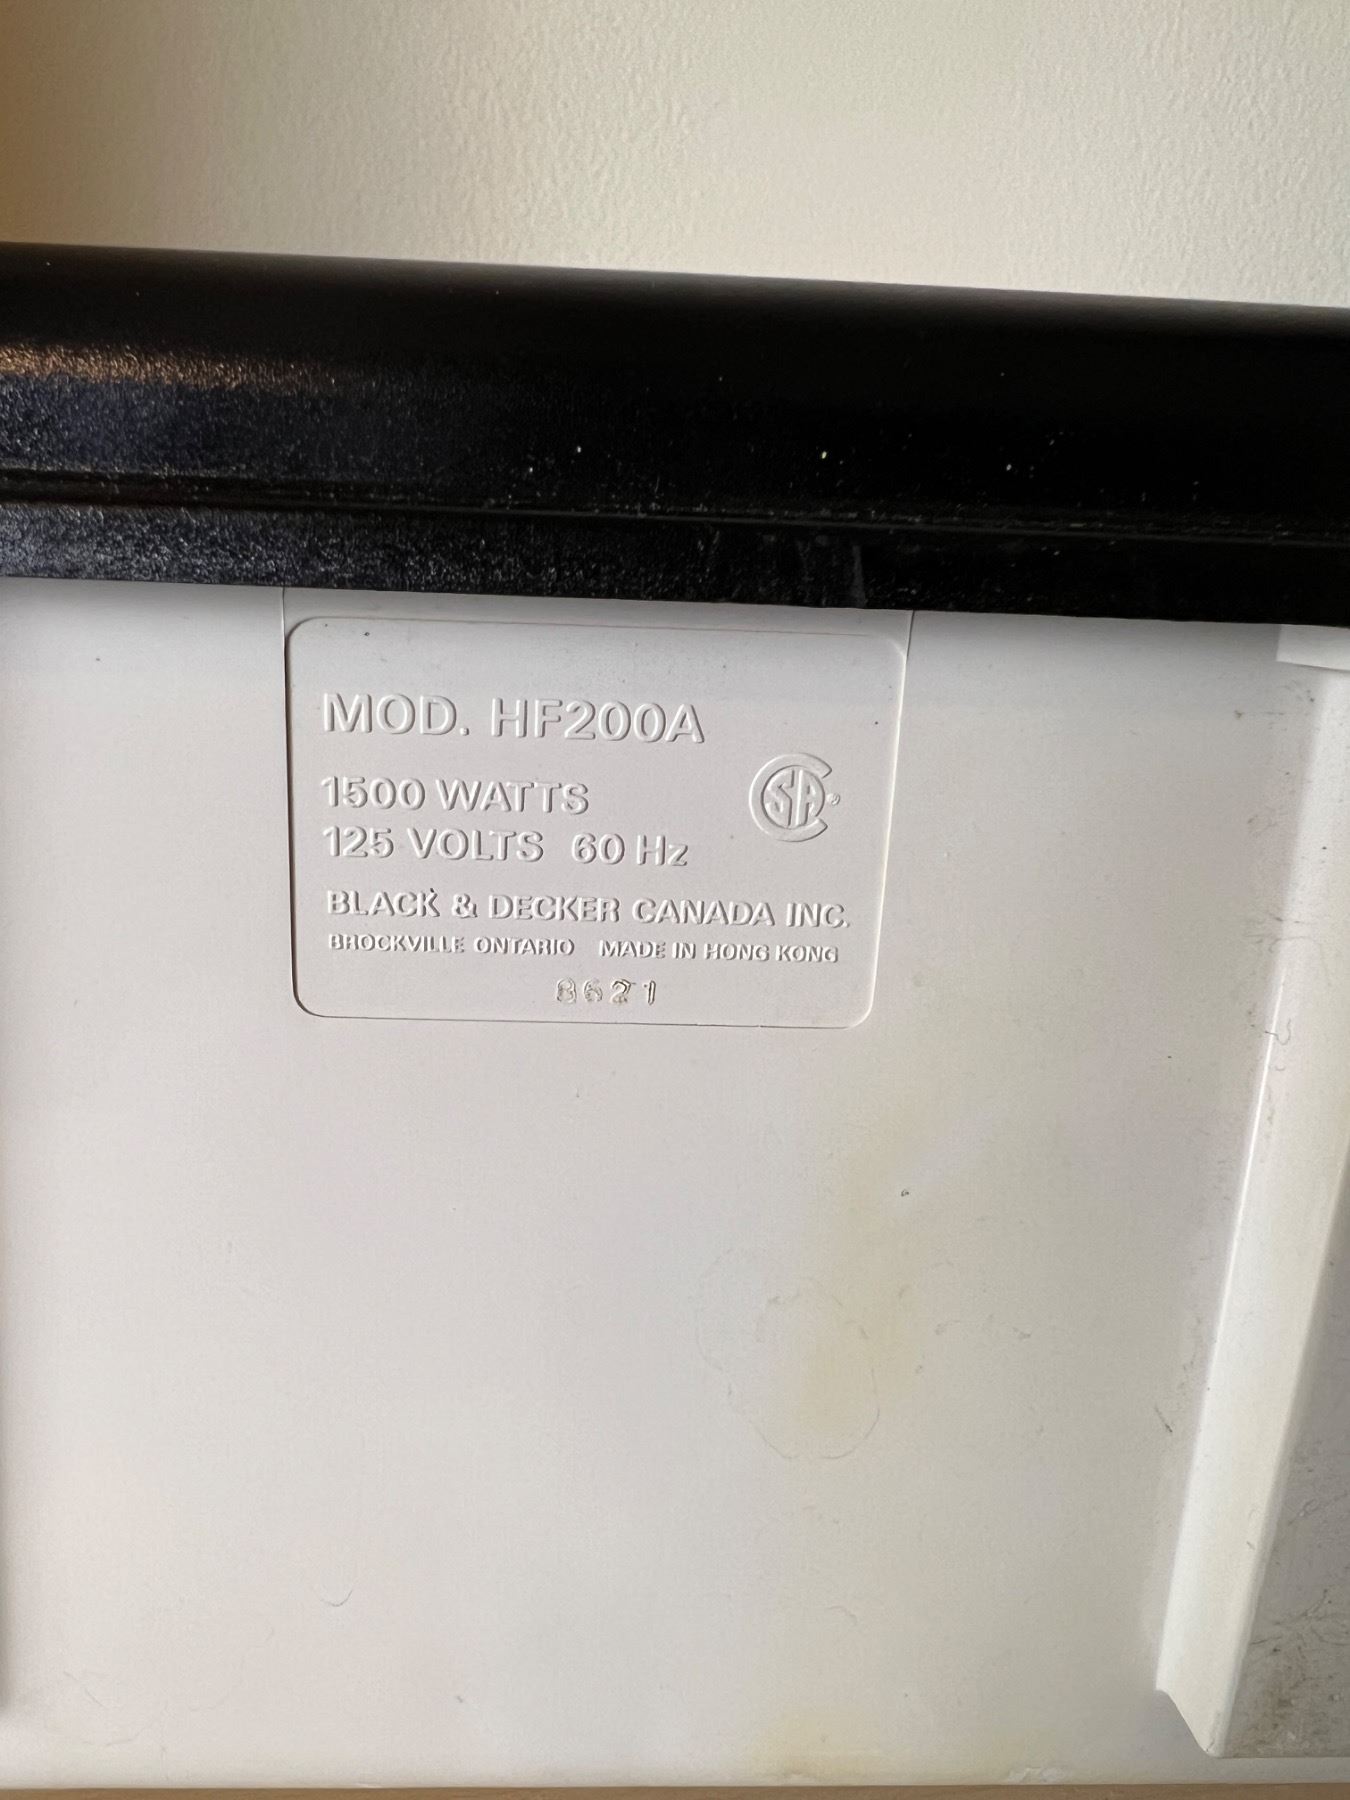 MOD. HF200A
1500 WATTS
CSA®
125 VOLTS 60 Hz
BLACK & DECKER CANADA INC.
BROCKVILLE ONTARIO MADE IN HONG KONG
8621